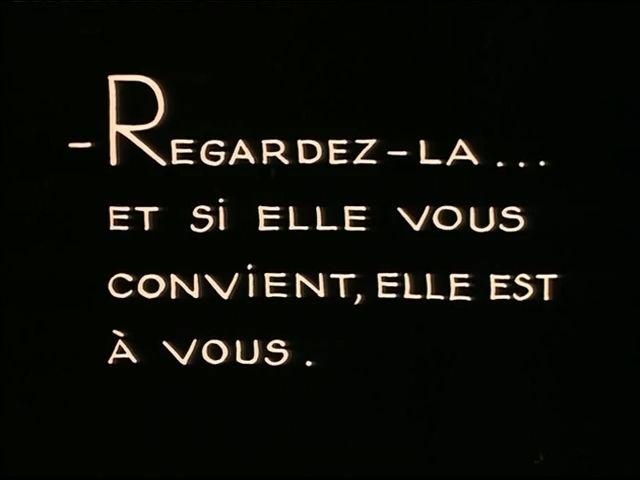 - REGARDEZ-LA...
ET Si ELLE VOUS
CONViENT, ELLE EST
À VOUS.